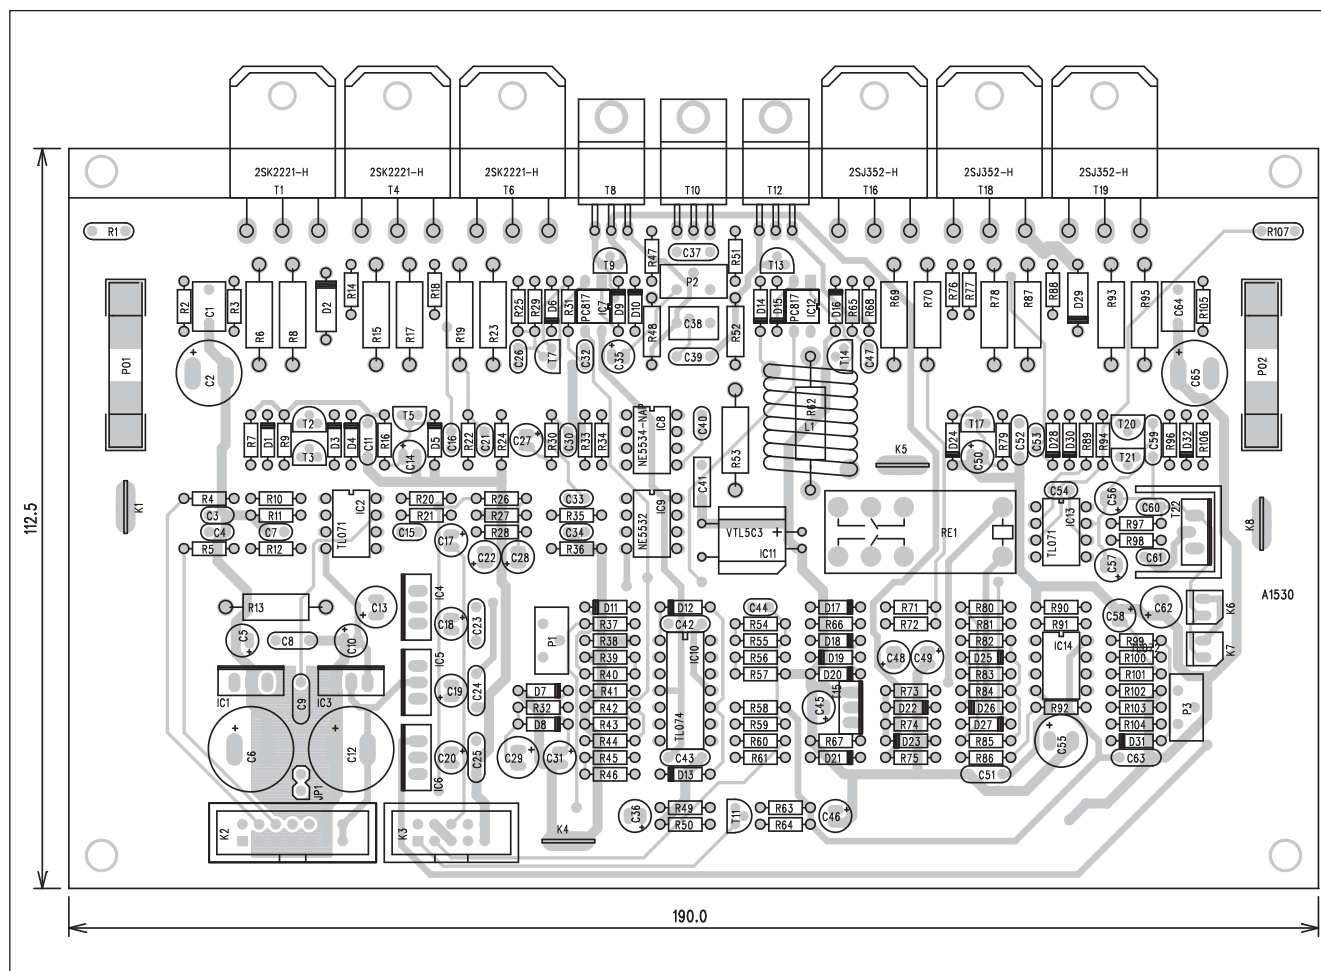 2SK2221-H
2SK2221-H
2SK2221-H
2SJ352-H
2SJ352-H
2SJ352-H
T1
T4
T6
T8
T10
T12
T16
T18
T19
R1
R47
C37
R51
R107
T9
T13
P2
R2
C1
R3
R6
R8
D2
R14
R15
R17
R18
R19
R23
R25
R29
D6
R31
PC817
IC7
D9
D10
R48
C38
R52
D14
D15
PC817
IC12
D16
R65
R68
R69
R70
R76
R77
R78
R87
R88
D29
R93
R95
C64
R105
PO1
C2
C26
T7
C32
C35
C39
T14
C47
C65
PO2
R62
L1
R7
D1
R9
T2
T3
D3
D4
C11
R16
T5
C14
D5
C16
R22
C21
R24
C27
R30
C30
R33
R34
NE5534-NAP
IC8
C40
R53
D24
T17
C50
R79
C52
C53
D28
D30
R89
R94
T20
T21
C59
R96
D32
R106
K5
C41
K1
R4
R10
C3
R11
C4
C7
R5
R12
IC2
TL071
R20
R21
C15
C17
R26
R27
R28
C22
C28
C33
R35
C34
R36
IC9
NE5532
VTL5C3
IC11
RE1
C54
IC13
TL071
C56
C60
R97
R98
C57
C61
T22
K8
112.5
R13
C13
IC4
C18
C23
D11
D12
C44
D17
R71
R80
R90
C58
C62
K6
A1530
C5
C8
C10
IC5
P1
R37
C42
R54
R66
R72
R81
R91
R38
IC10
R55
D18
R82
R99
K7
R39
R56
D19
C48
C49
D25
IC14
TL072
R100
R40
R57
D20
R83
R101
IC1
C9
IC3
C19
C24
D7
R41
T15
R73
R84
R102
R32
R42
R58
C45
D22
D26
R92
R103
P3
D8
R43
TL074
R59
R74
D27
R104
C6
C12
R44
R60
R67
D23
R85
C55
D31
C20
C25
C29
C31
R45
C43
R61
D21
R75
R86
C63
IC6
R46
D13
C51
JP1
K2
K3
K4
C36
R49
R50
T11
R63
R64
C46
190.0